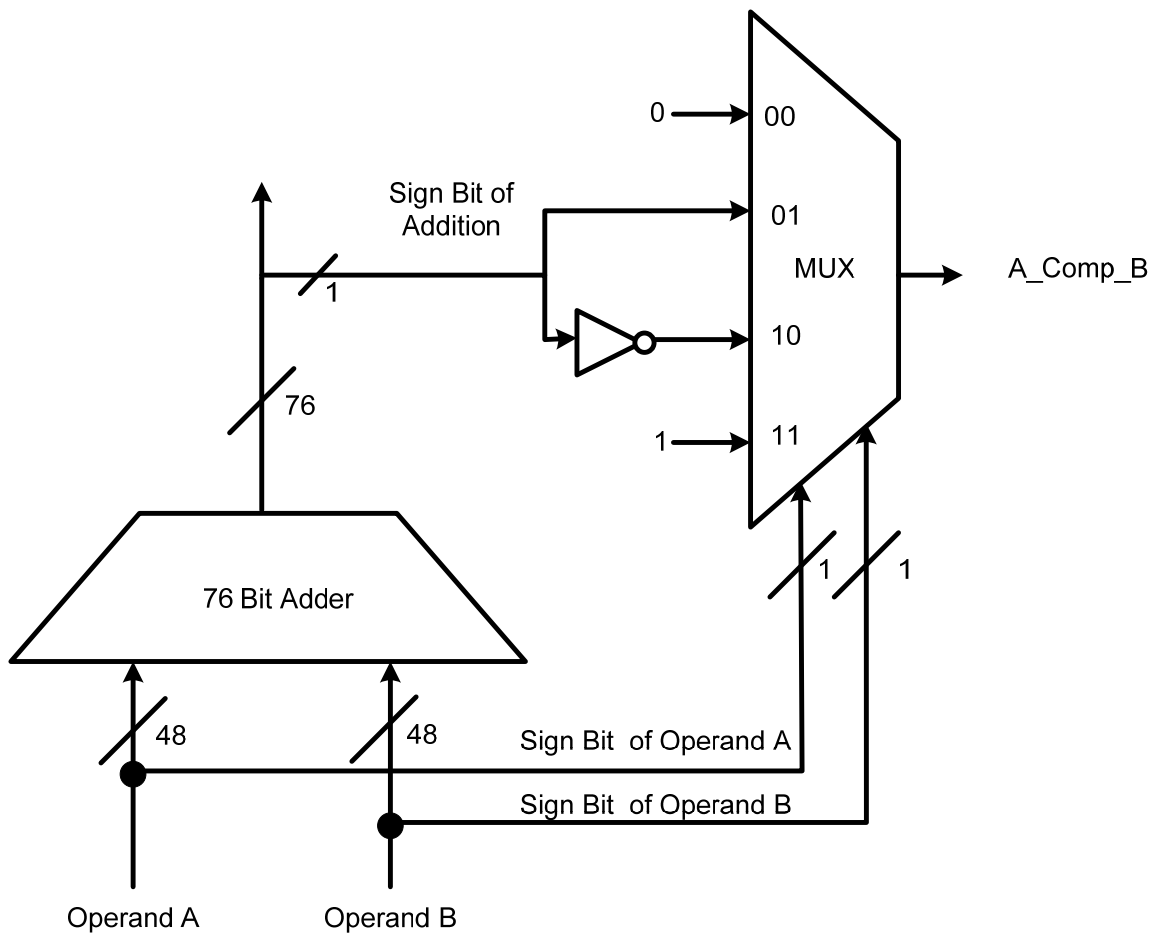 0
00
Sign Bit of
Addition
01
MUX
A_Comp_B
1
10
76
1
11
76 Bit Adder
1
1
48
48
Sign Bit of Operand A
Sign Bit of Operand B
Operand A
Operand B